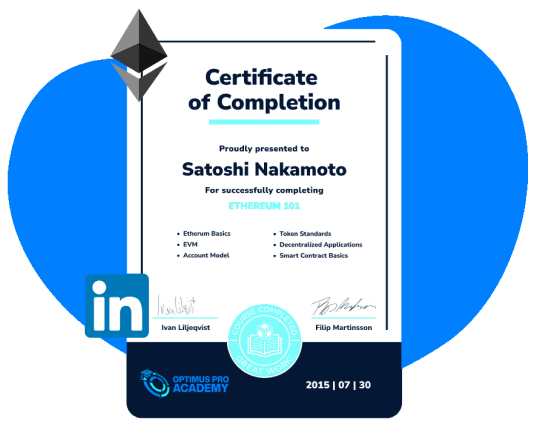 Certificate
of Completion
Proudly presented to
Satoshi Nakamoto
For successfully completing
ETHEREUM 101
• Etherum Basics
• EVM
• Account Model
• Token Standards
• Decentralized Applications
• Smart Contract Basics
in
Ivan Liljeqvist
Filip Martinsson
COURSE COMPLETED
GREAT WORK!
OPTIMUS PRO
ACADEMY
2015 | 07 | 30